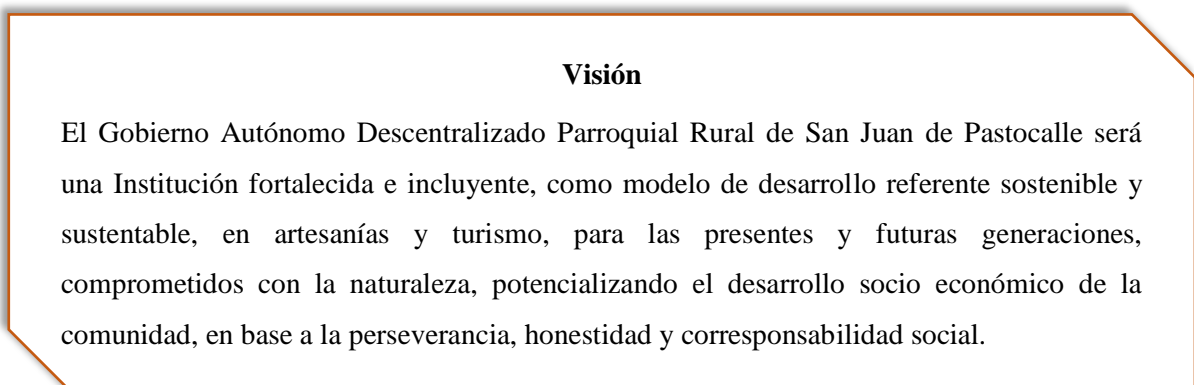 Visión
El Gobierno Autónomo Descentralizado Parroquial Rural de San Juan de Pastocalle será
una Institución fortalecida e incluyente, como modelo de desarrollo referente sostenible y
sustentable, en artesanías y turismo, para las presentes y futuras generaciones,
comprometidos con la naturaleza, potencializando el desarrollo socio económico de la
comunidad, en base a la perseverancia, honestidad y corresponsabilidad social.